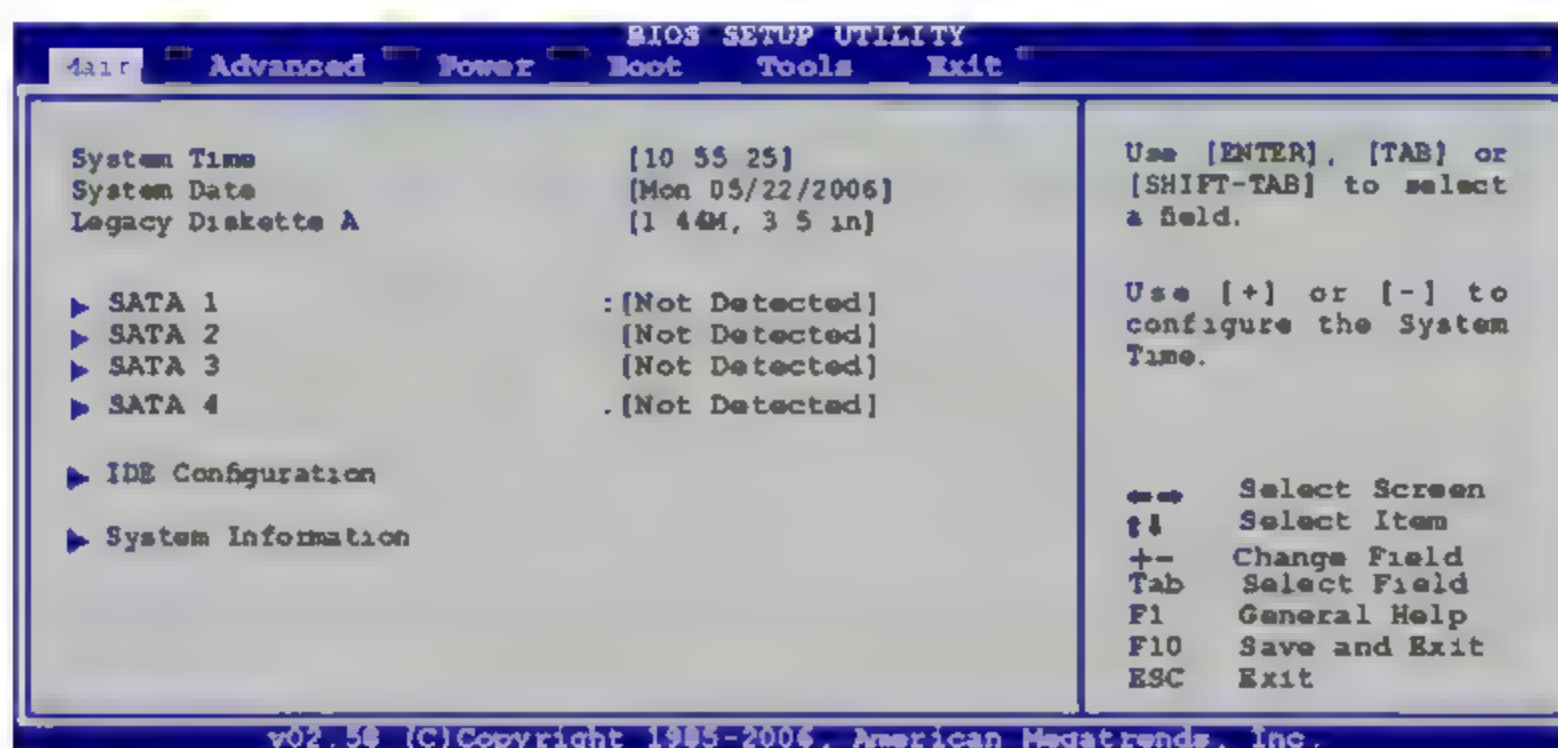 BIOS SETUP UTILITY
Main Advanced Power Boot Tools Exit
System Time [10 55 25]
System Date [Mon 05/22/2006]
Legacy Diskette A [1 44M, 3 5 in]
SATA 1 :[Not Detected]
SATA 2 [Not Detected]
SATA 3 [Not Detected]
SATA 4 .[Not Detected]
IDE Configuration
System Information
Use [ENTER], [TAB] or
[SHIFT-TAB] to select
a field.
Use [+] or [-] to
configure the System
Time.
←→ Select Screen
↑↓ Select Item
+- Change Field
Tab Select Field
F1 General Help
F10 Save and Exit
ESC Exit
v02.58 (C)Copyright 1985-2006, American Megatrends, Inc.